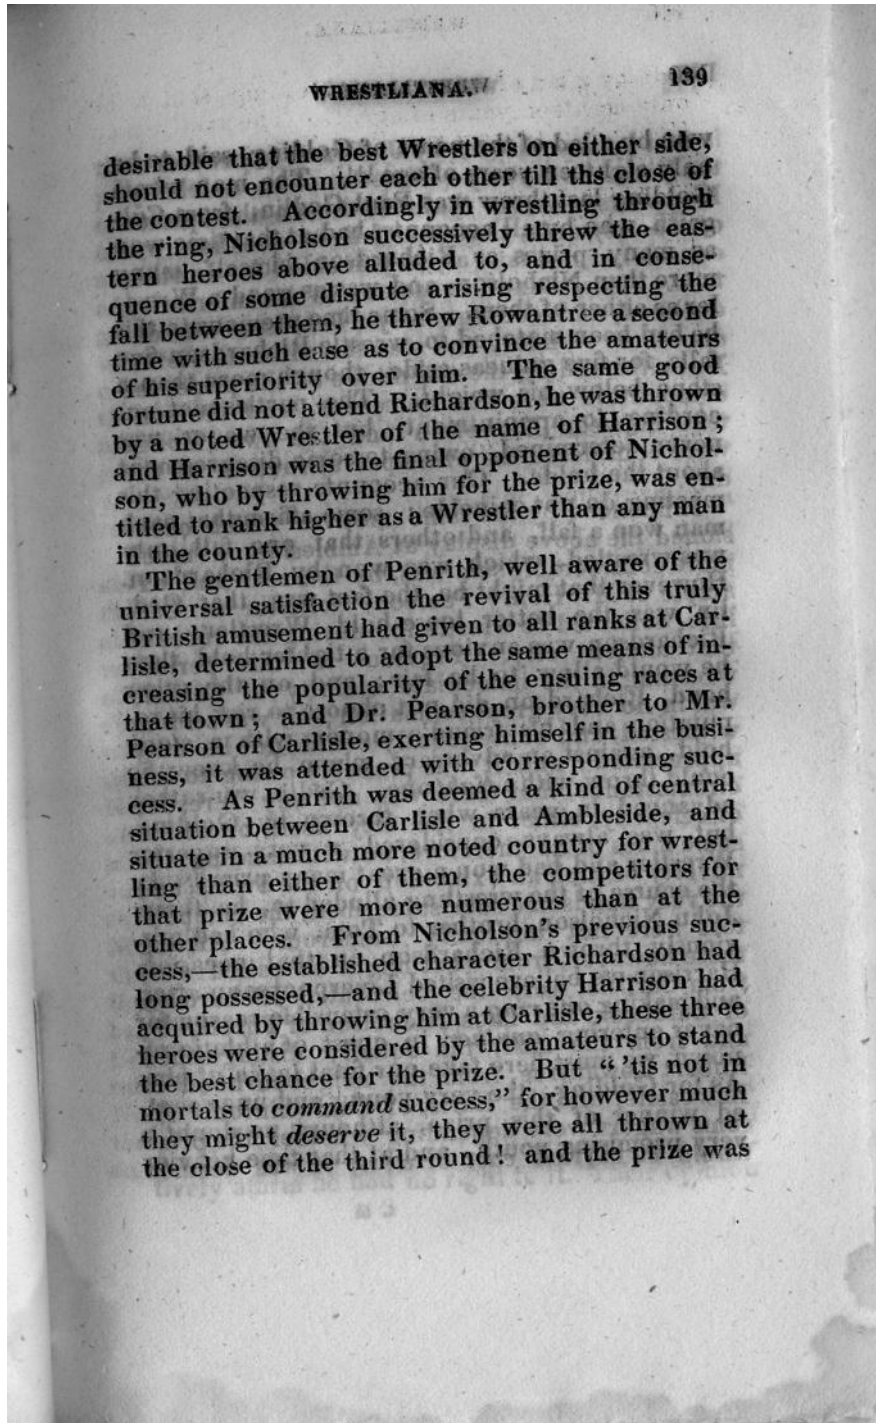 WRESTLIANA. 139
desirable that the best Wrestlers on either side,
should not encounter each other till ths close of
the contest. Accordingly in wrestling through
the ring, Nicholson successively threw the eas-
tern heroes above alluded to, and in conse-
quence of some dispute arising respecting the
fall between them, he threw Rowantree a second
time with such ease as to convince the amateurs
of his superiority over him. The same good
fortune did not attend Richardson, he was thrown
by a noted Wrestler of the name of Harrison ;
and Harrison was the final opponent of Nichol-
son, who by throwing him for the prize, was en-
titled to rank higher as a Wrestler than any man
in the county.
The gentlemen of Penrith, well aware of the
universal satisfaction the revival of this truly
British amusement had given to all ranks at Car-
lisle, determined to adopt the same means of in-
creasing the popularity of the ensuing races at
that town ; and Dr. Pearson, brother to Mr.
Pearson of Carlisle, exerting himself in the busi-
ness, it was attended with corresponding suc-
cess. As Penrith was deemed a kind of central
situation between Carlisle and Ambleside, and
situate in a much more noted country for wrest-
ling than either of them, the competitors for
that prize were more numerous than at the
other places. From Nicholson's previous suc-
cess,—the established character Richardson had
long possessed,—and the celebrity Harrison had
acquired by throwing him at Carlisle, these three
heroes were considered by the amateurs to stand
the best chance for the prize. But “ ’tis not in
mortals to command success,” for however much
they might deserve it, they were all thrown at
the close of the third round ! and the prize was